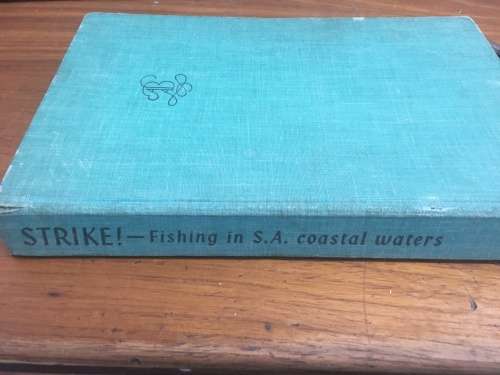 STRIKE! — Fishing in S.A. coastal waters